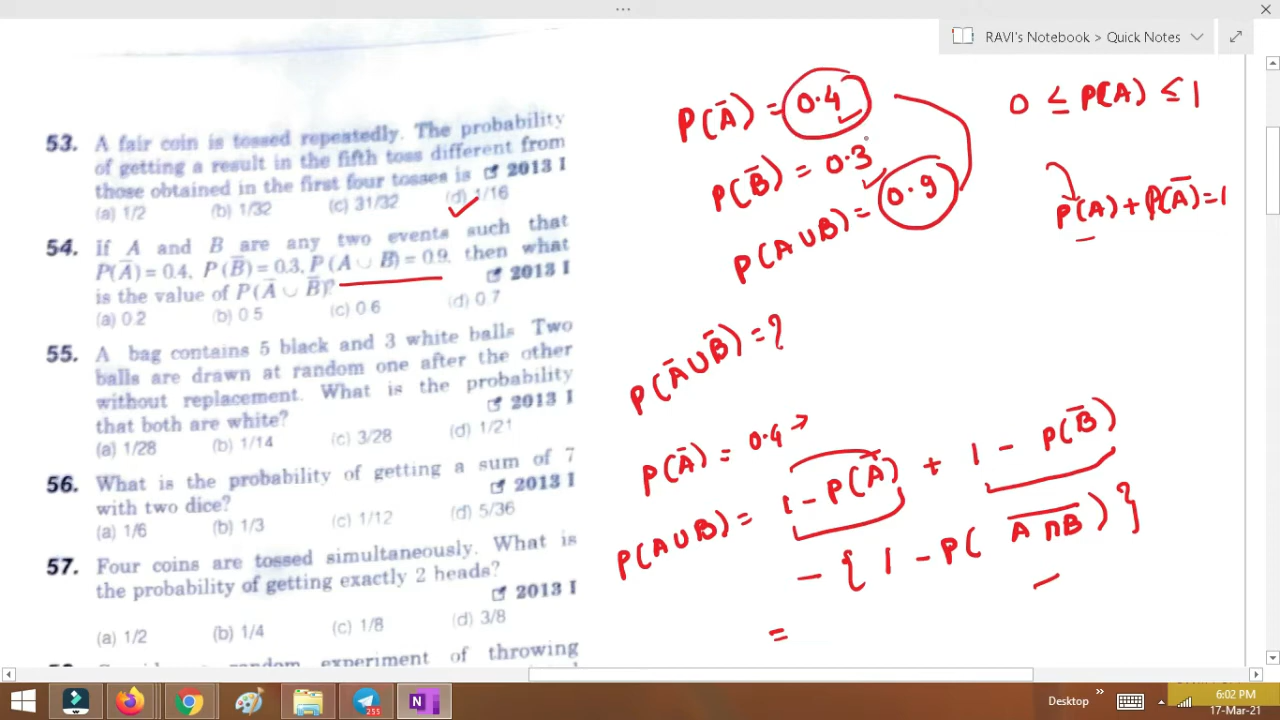 RAVI's Notebook > Quick Notes
53. A fair coin is tossed repeatedly. The probability
of getting a result in the fifth toss different from
those obtained in the first four tosses is 2013 I
(a) 1/2 (b) 1/32 (c) 31/32 (d) 1/16
54. If A and B are any two events such that
P(Ā) = 0.4, P(B̄) = 0.3, P(A ∪ B) = 0.9, then what
is the value of P(Ā ∪ B̄)? 2013 I
(a) 0.2 (b) 0.5 (c) 0.6 (d) 0.7
55. A bag contains 5 black and 3 white balls Two
balls are drawn at random one after the other
without replacement. What is the probability
that both are white? 2013 I
(a) 1/28 (b) 1/14 (c) 3/28 (d) 1/21
56. What is the probability of getting a sum of 7
with two dice? 2013 I
(a) 1/6 (b) 1/3 (c) 1/12 (d) 5/36
57. Four coins are tossed simultaneously. What is
the probability of getting exactly 2 heads? 2013 I
(a) 1/2 (b) 1/4 (c) 1/8 (d) 3/8
random experiment of throwing
P(Ā) = 0.4
P(B̄) = 0.3
P(A∪B) = 0.9
0 ≤ P(A) ≤ 1
P(A) + P(Ā) = 1
P(Ā∪B̄) = ?
P(Ā) = 0.4 →
P(A∪B) = 1 - P(Ā) + 1 - P(B̄)
- { 1 - P( A̅ ̅∩̅ ̅B̅ ) }
=
255
Desktop
6:02 PM
17-Mar-21